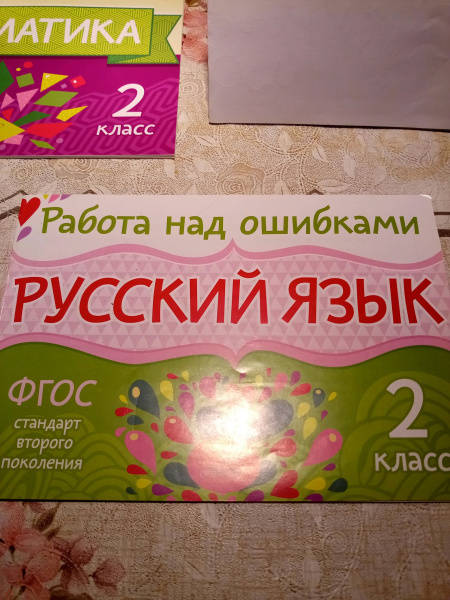 МАТИКА
2
класс
Работа над ошибками
РУССКИЙ ЯЗЫК
ФГОС
стандарт
второго
поколения
2
класс